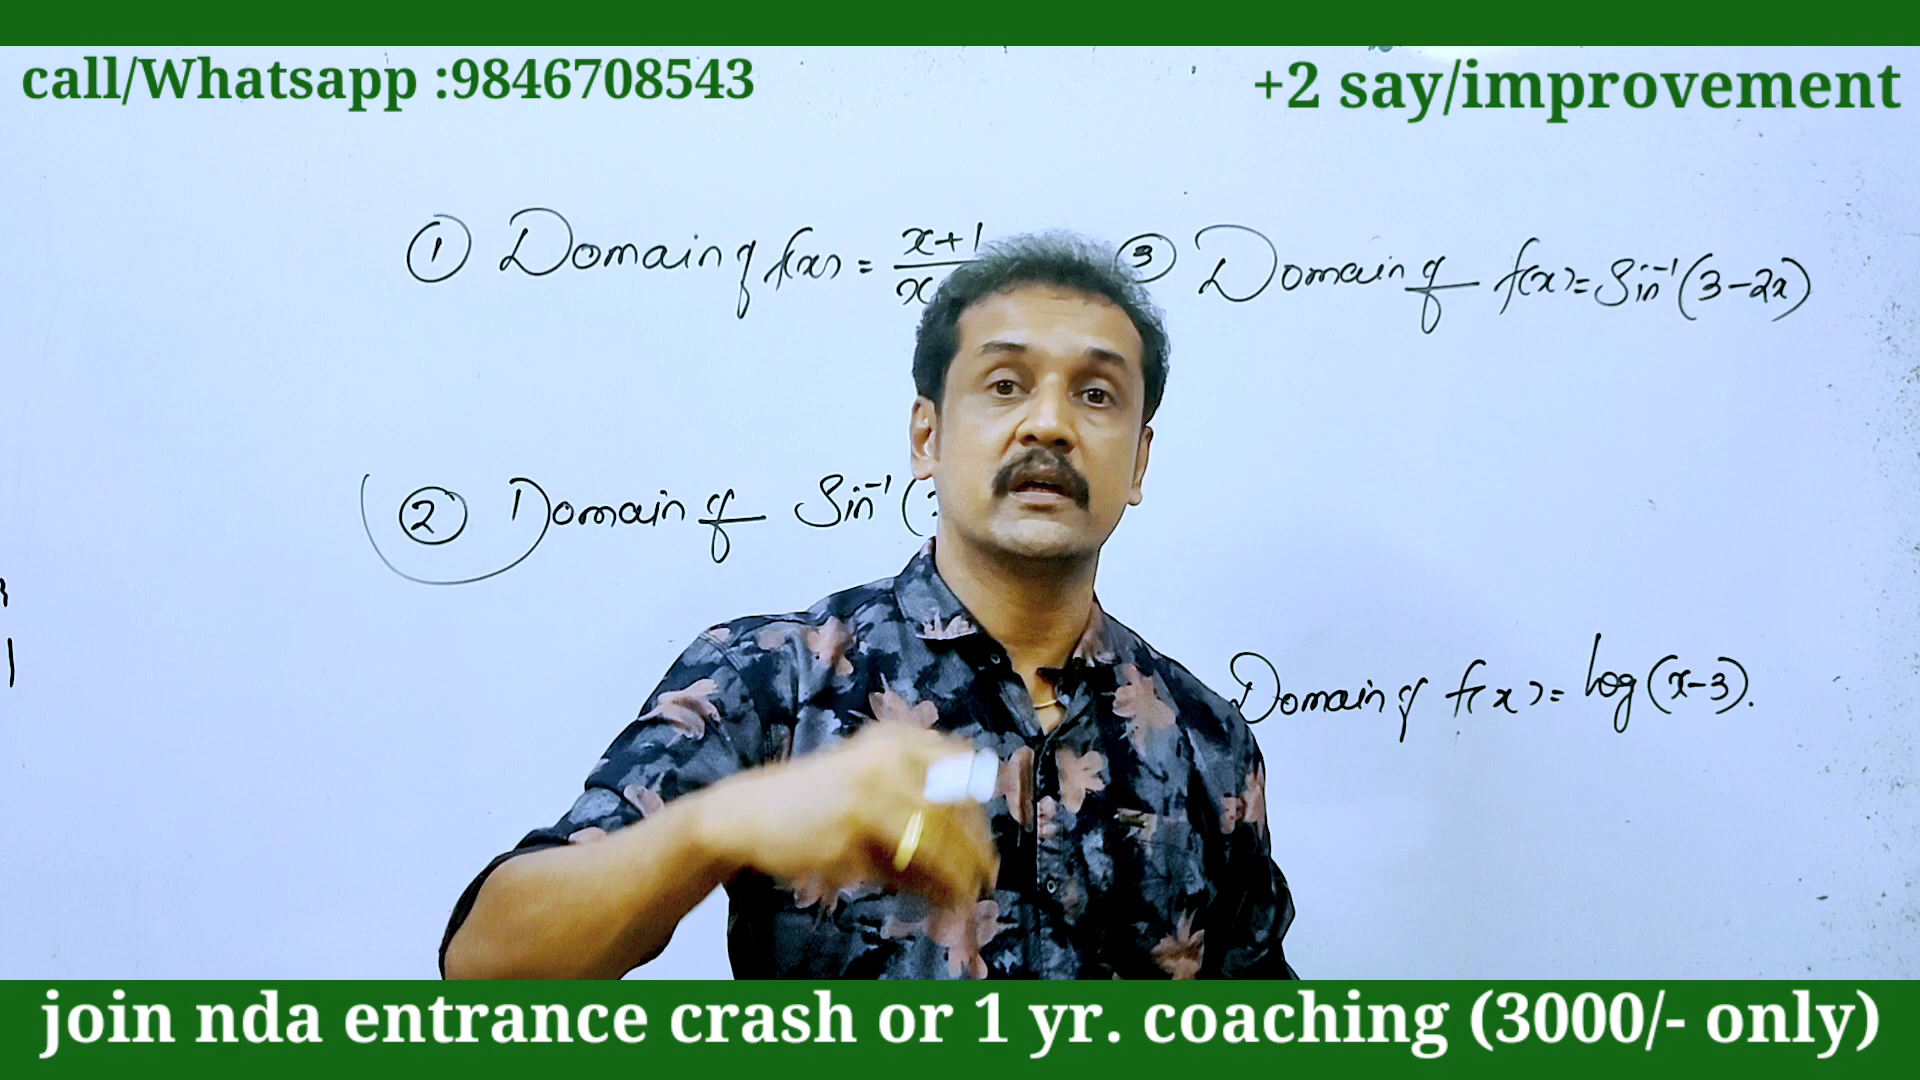 call/Whatsapp :9846708543
+2 say/improvement
① Domain of f(x) = x+1
x
③ Domain of f(x) = Sin⁻¹(3-2x)
② Domain of Sin⁻¹(
Domain of f(x) = log(x-3).
join nda entrance crash or 1 yr. coaching (3000/- only)